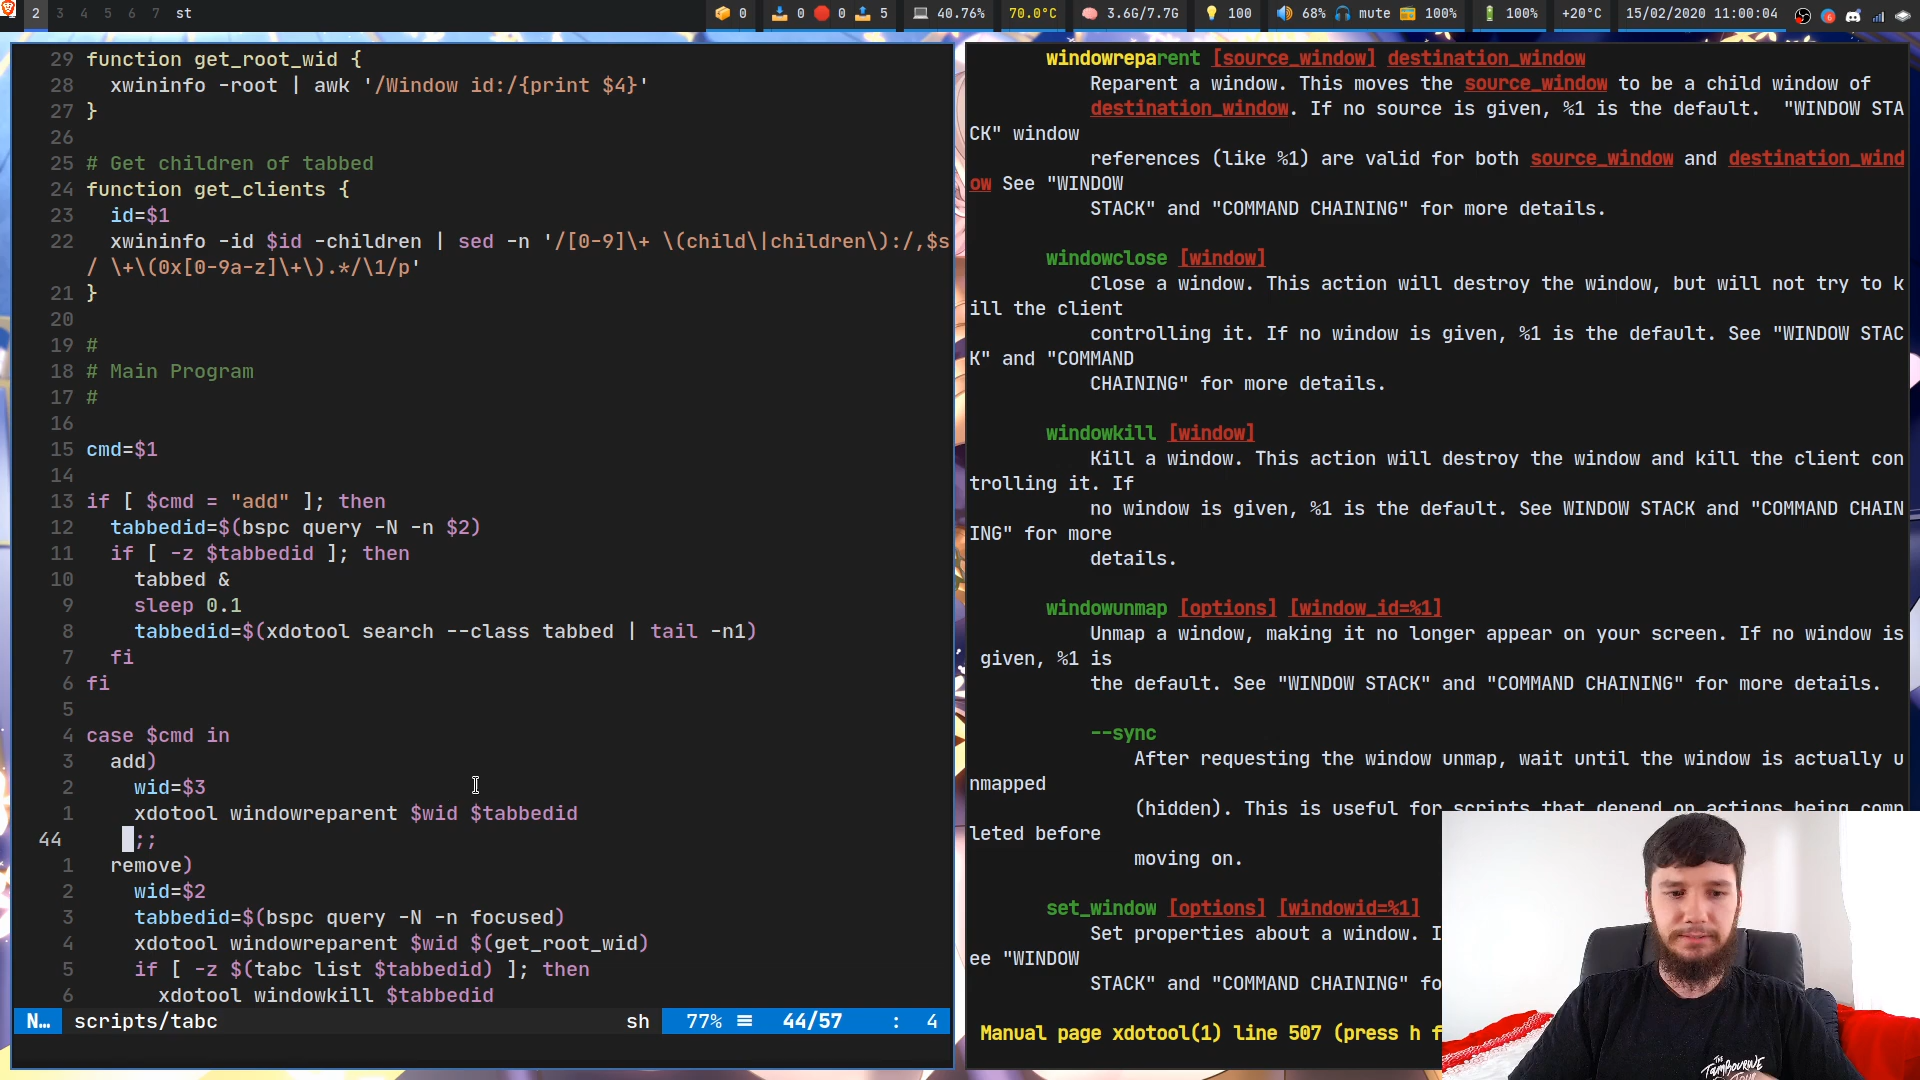 2 3 4 5 6 7 st 0 0 0 5 40.76% 70.0°C 3.6G/7.7G 100 68% mute 100% 100% +20°C 15/02/2020 11:00:04
29 function get_root_wid {
28   xwininfo -root | awk '/Window id:/{print $4}'
27 }
26
25 # Get children of tabbed
24 function get_clients {
23   id=$1
22   xwininfo -id $id -children | sed -n '/[0-9]\+ \(child\|children\):/,$s
/ \+\(0x[0-9a-z]\+\).*/\1/p'
21 }
20
19 #
18 # Main Program
17 #
16
15 cmd=$1
14
13 if [ $cmd = "add" ]; then
12   tabbedid=$(bspc query -N -n $2)
11   if [ -z $tabbedid ]; then
10     tabbed &
9     sleep 0.1
8     tabbedid=$(xdotool search --class tabbed | tail -n1)
7   fi
6 fi
5
4 case $cmd in
3   add)
2     wid=$3
1     xdotool windowreparent $wid $tabbedid
44     ;;
1   remove)
2     wid=$2
3     tabbedid=$(bspc query -N -n focused)
4     xdotool windowreparent $wid $(get_root_wid)
5     if [ -z $(tabc list $tabbedid) ]; then
6       xdotool windowkill $tabbedid
N… scripts/tabc sh 77% ≡ 44/57 : 4
windowreparent [source_window] destination_window
Reparent a window. This moves the source_window to be a child window of
destination_window. If no source is given, %1 is the default.  "WINDOW STA
CK" window
references (like %1) are valid for both source_window and destination_wind
ow See "WINDOW
STACK" and "COMMAND CHAINING" for more details.
windowclose [window]
Close a window. This action will destroy the window, but will not try to k
ill the client
controlling it. If no window is given, %1 is the default. See "WINDOW STAC
K" and "COMMAND
CHAINING" for more details.
windowkill [window]
Kill a window. This action will destroy the window and kill the client con
trolling it. If
no window is given, %1 is the default. See WINDOW STACK and "COMMAND CHAIN
ING" for more
details.
windowunmap [options] [window_id=%1]
Unmap a window, making it no longer appear on your screen. If no window is
given, %1 is
the default. See "WINDOW STACK" and "COMMAND CHAINING" for more details.
--sync
After requesting the window unmap, wait until the window is actually u
nmapped
(hidden). This is useful for scripts that depend on actions being comp
leted before
moving on.
set_window [options] [windowid=%1]
Set properties about a window. I
ee "WINDOW
STACK" and "COMMAND CHAINING" fo
Manual page xdotool(1) line 507 (press h f
THE